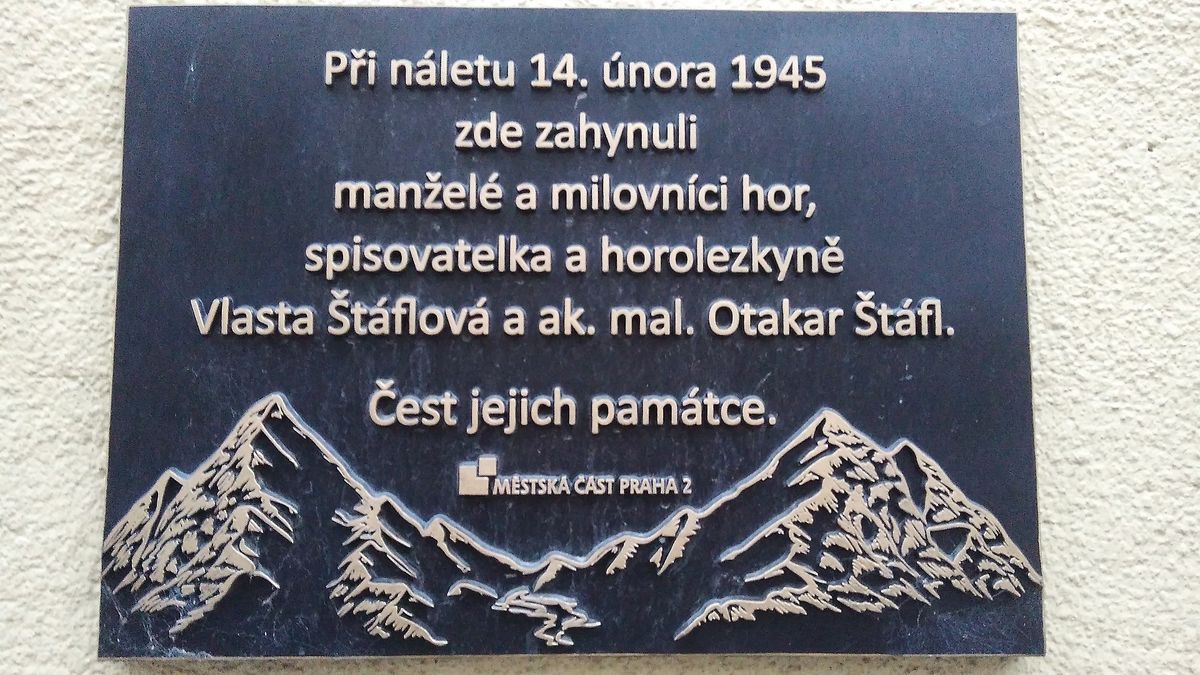 Při náletu 14. února 1945
zde zahynuli
manželé a milovníci hor,
spisovatelka a horolezkyně
Vlasta Štáflová a ak. mal. Otakar Štáfl.
Čest jejich památce.
MĚSTSKÁ ČÁST PRAHA 2